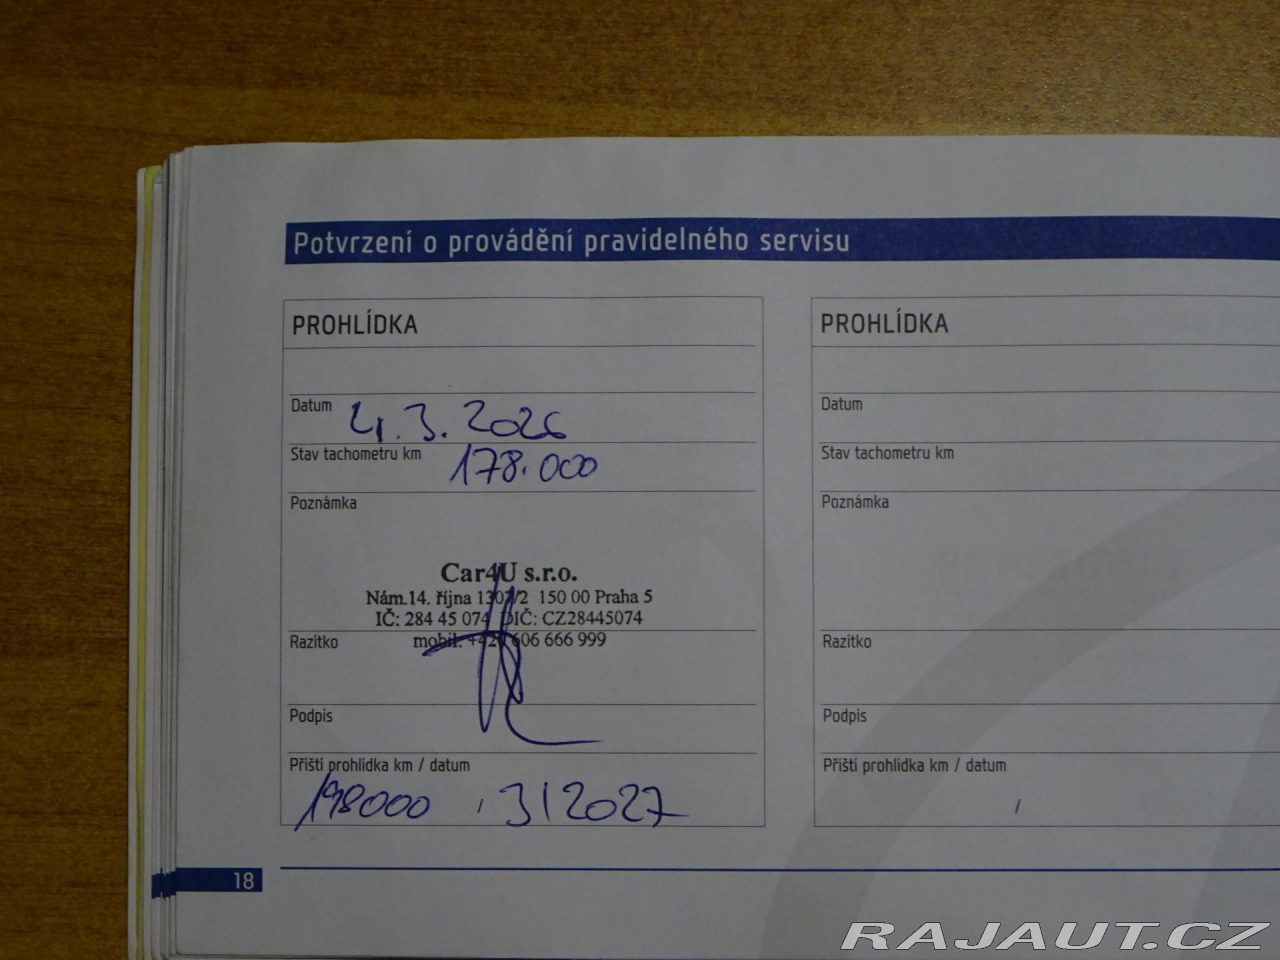 Potvrzení o provádění pravidelného servisu
PROHLÍDKA
Datum 4.3.2026
Stav tachometru km 178.000
Poznámka
Car4U s.r.o.
Nám.14. října 1307/2 150 00 Praha 5
IČ: 284 45 074 DIČ: CZ28445074
mobil: +420 606 666 999
Razítko
Podpis
Příští prohlídka km / datum
198000 / 3/2027
PROHLÍDKA
Datum
Stav tachometru km
Poznámka
Razítko
Podpis
Příští prohlídka km / datum
/
18
RAJAUT.CZ